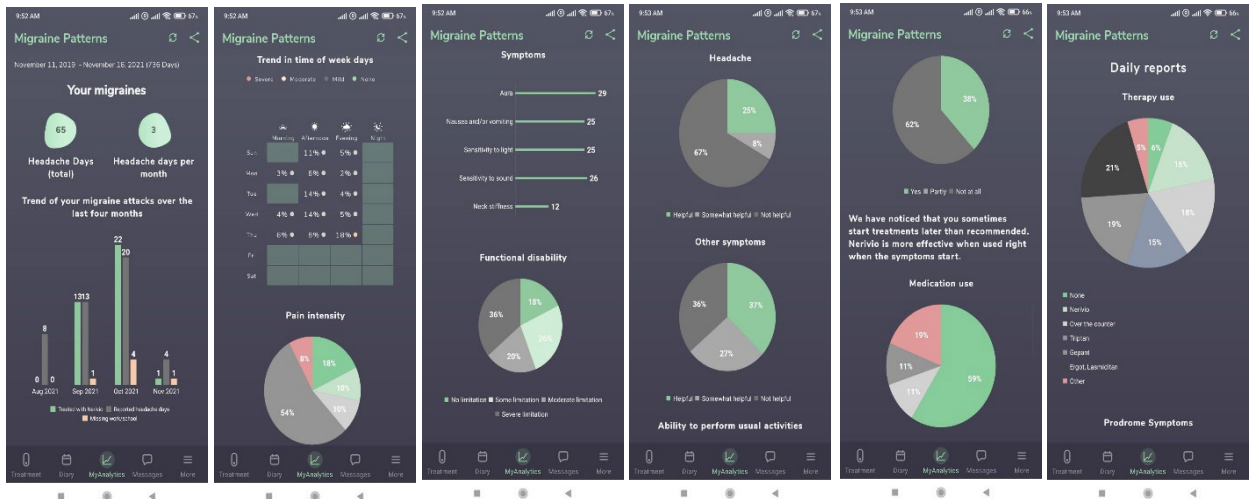 9:52 AM
67%
Migraine Patterns
November 11, 2019 - November 16, 2021 (736 Days)
Your migraines
65
3
Headache Days
(total)
Headache days per
month
Trend of your migraine attacks over the
last four months
22
20
13 13
8
4
4
0 0
1
1 1
Aug 2021
Sep 2021
Oct 2021
Nov 2021
Treated with Nerivio
Reported headache days
Missing work/school
Treatment
Diary
MyAnalytics
Messages
More
9:52 AM
67%
Migraine Patterns
Trend in time of week days
Severe
Moderate
Mild
None
Morning
Afternoon
Evening
Night
Sun
11%
5%
Mon
3%
2%
Tue
14%
4%
Wed
4%
14%
5%
Thu
18%
Fr
Sat
Pain intensity
8%
18%
10%
10%
54%
Treatment
Diary
MyAnalytics
Messages
More
9:52 AM
67%
Migraine Patterns
Symptoms
Aura
29
Nausea and/or vomiting
25
Sensitivity to light
25
Sensitivity to sound
26
Neck stiffness
12
Functional disability
18%
36%
20%
No limitation
Some limitation
Moderate limitation
Severe limitation
Treatment
Diary
MyAnalytics
Messages
More
9:53 AM
67%
Migraine Patterns
Headache
25%
8%
67%
Helpful
Somewhat helpful
Not helpful
Other symptoms
36%
37%
27%
Helpful
Somewhat helpful
Not helpful
Ability to perform usual activities
Treatment
Diary
MyAnalytics
Messages
More
9:53 AM
66%
Migraine Patterns
38%
62%
Yes
Partly
Not at all
We have noticed that you sometimes
start treatments later than recommended.
Nerivio is more effective when used right
when the symptoms start.
Medication use
19%
11%
11%
59%
Treatment
Diary
MyAnalytics
Messages
More
9:53 AM
66%
Migraine Patterns
Daily reports
Therapy use
5%
6%
21%
18%
19%
15%
None
Nerivio
Over the counter
Triptan
Gepant
Ergot, Lasmiditan
Other
Prodrome Symptoms
Treatment
Diary
MyAnalytics
Messages
More